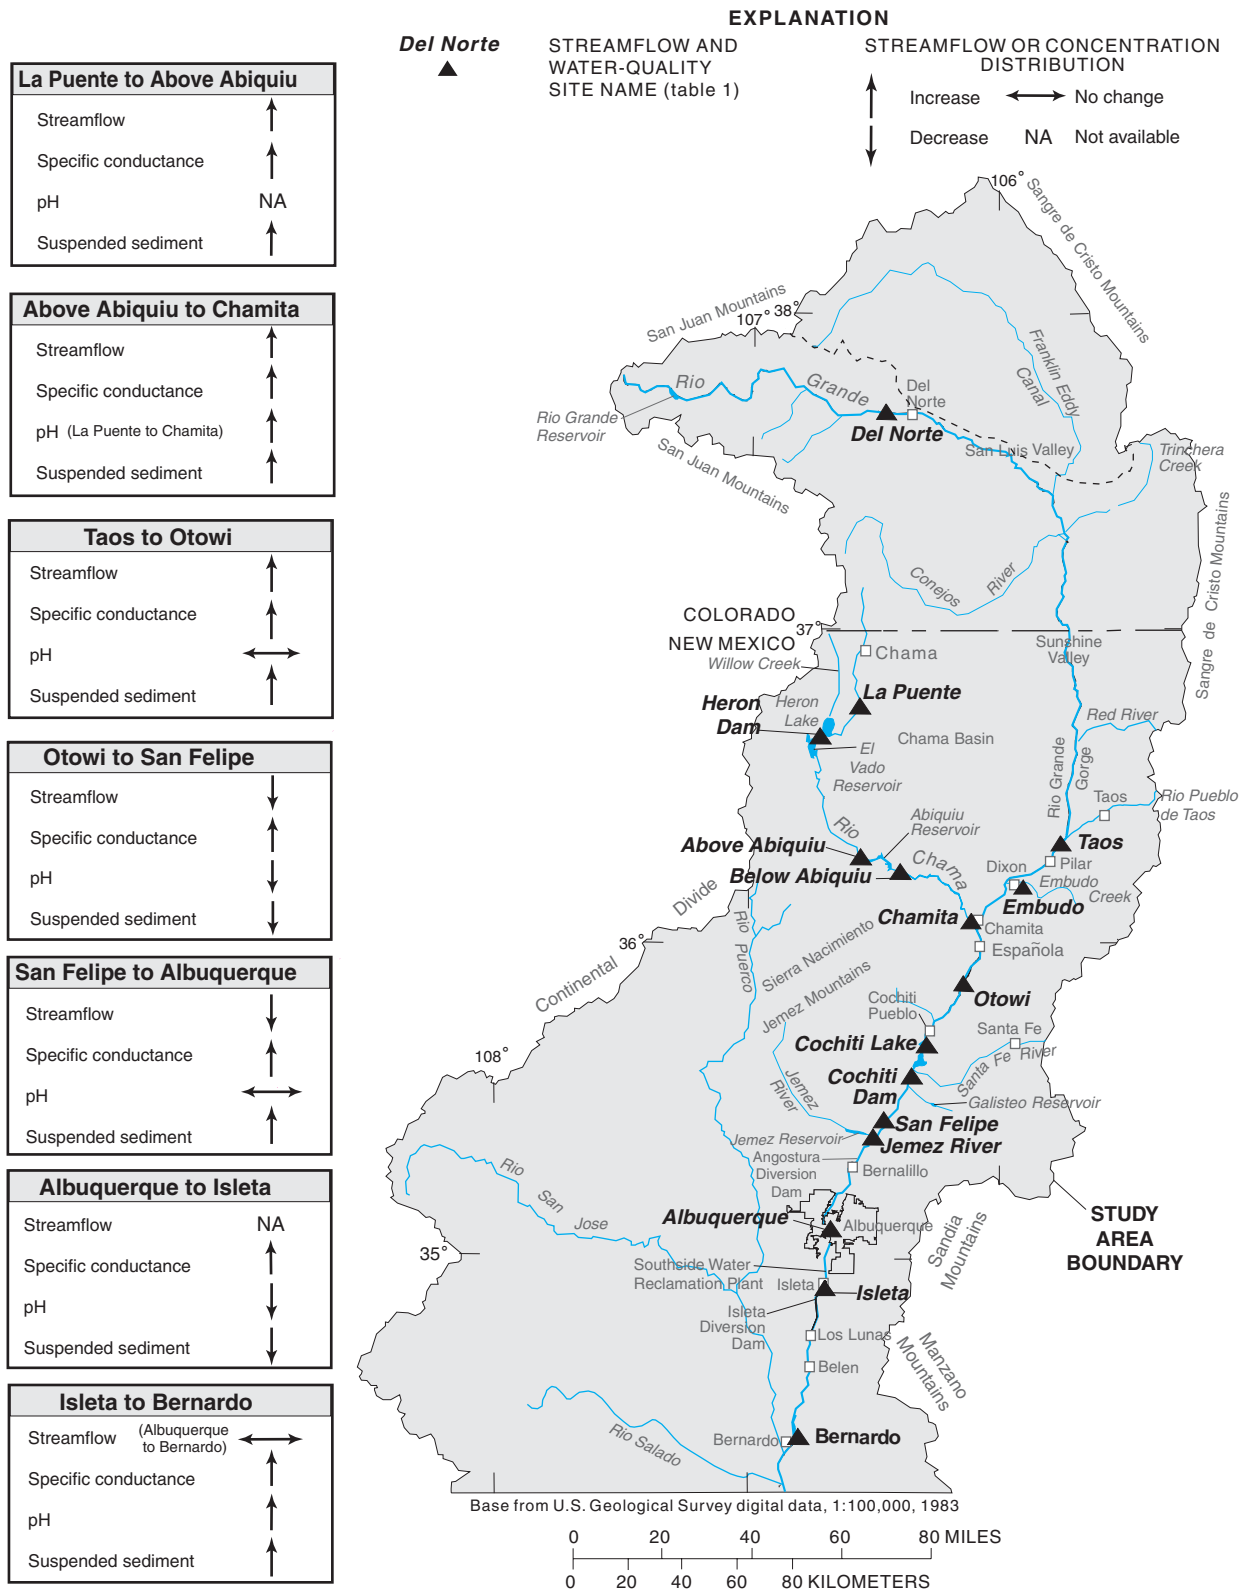 EXPLANATION
Del Norte
STREAMFLOW AND
WATER-QUALITY
SITE NAME (table 1)
STREAMFLOW OR CONCENTRATION
DISTRIBUTION
Increase
No change
Decrease
NA
Not available
La Puente to Above Abiquiu
Streamflow
Specific conductance
pH NA
Suspended sediment
Above Abiquiu to Chamita
Streamflow
Specific conductance
pH (La Puente to Chamita)
Suspended sediment
Taos to Otowi
Streamflow
Specific conductance
pH
Suspended sediment
Otowi to San Felipe
Streamflow
Specific conductance
pH
Suspended sediment
San Felipe to Albuquerque
Streamflow
Specific conductance
pH
Suspended sediment
Albuquerque to Isleta
Streamflow NA
Specific conductance
pH
Suspended sediment
Isleta to Bernardo
Streamflow (Albuquerque
to Bernardo)
Specific conductance
pH
Suspended sediment
106°
Sangre de Cristo Mountains
San Juan Mountains
107°
38°
Franklin Eddy
Canal
Rio Grande
Del
Norte
Rio Grande
Reservoir
Del Norte
San Juan Mountains
San Luis Valley
Trinchera
Creek
Conejos River
Sangre de Cristo Mountains
COLORADO
37°
NEW MEXICO
Sunshine
Valley
Willow Creek
Chama
La Puente
Heron
Dam
Heron
Lake
Red River
Chama Basin
El
Vado
Reservoir
Rio Grande
Gorge
Taos
Rio Pueblo
de Taos
Rio Chama
Abiquiu
Reservoir
Above Abiquiu
Taos
Below Abiquiu
Dixon
Pilar
Embudo
Creek
Embudo
Continental Divide
Rio Puerco
Chamita
Chamita
Española
36°
Sierra Nacimiento
Jemez Mountains
Otowi
Cochiti
Pueblo
Santa Fe
Cochiti Lake
Santa Fe River
108°
Cochiti
Dam
Jemez
River
Galisteo Reservoir
San Felipe
Jemez Reservoir
Jemez River
Angostura
Diversion
Dam
Bernalillo
Rio San Jose
Albuquerque
Albuquerque
STUDY
AREA
BOUNDARY
Sandia
Mountains
35°
Southside Water
Reclamation Plant
Isleta
Isleta
Isleta
Diversion
Dam
Los Lunas
Manzano
Mountains
Belen
Rio Salado
Bernardo
Bernardo
Base from U.S. Geological Survey digital data, 1:100,000, 1983
0 20 40 60 80 MILES
0 20 40 60 80 KILOMETERS